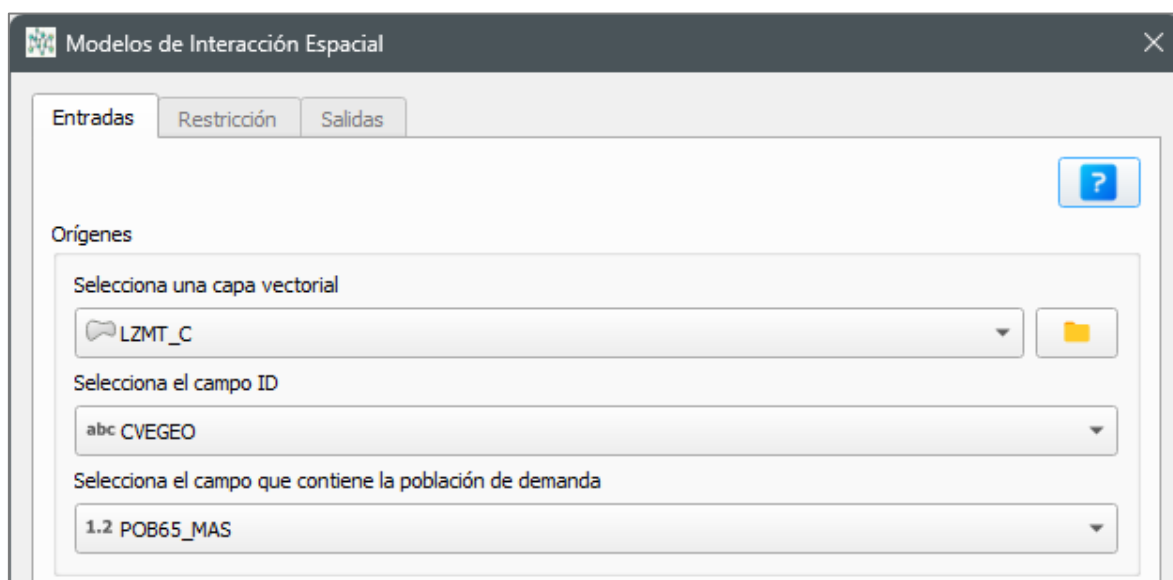 Modelos de Interacción Espacial
Entradas Restricción Salidas
?
Orígenes
Selecciona una capa vectorial
LZMT_C
Selecciona el campo ID
abc CVEGEO
Selecciona el campo que contiene la población de demanda
1.2 POB65_MAS